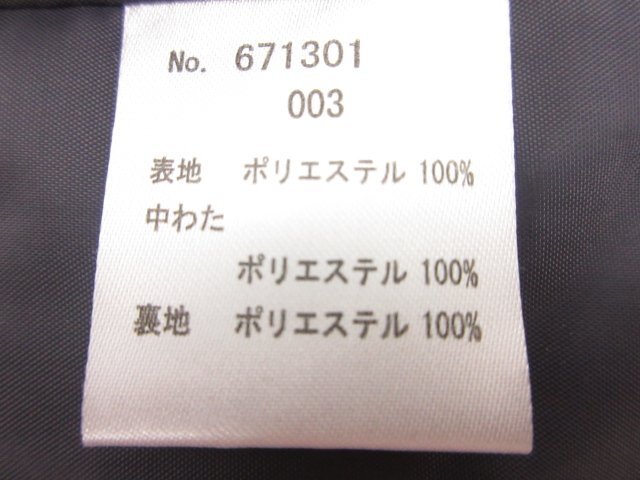 No. 671301
003
表地 ポリエステル 100%
中わた
ポリエステル 100%
裏地 ポリエステル 100%